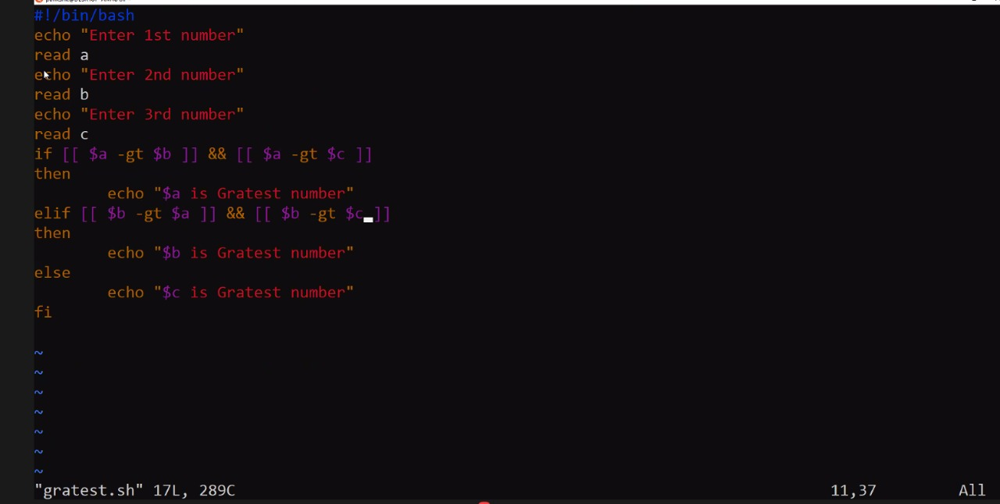 #!/bin/bash
echo "Enter 1st number"
read a
echo "Enter 2nd number"
read b
echo "Enter 3rd number"
read c
if [[ $a -gt $b ]] && [[ $a -gt $c ]]
then
        echo "$a is Gratest number"
elif [[ $b -gt $a ]] && [[ $b -gt $c ]]
then
        echo "$b is Gratest number"
else
        echo "$c is Gratest number"
fi
~
~
~
~
~
~
~
"gratest.sh" 17L, 289C 11,37 All